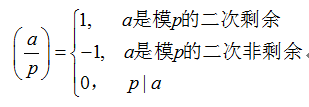 1,　a是模p的二次剩余
(a/p) = { -1, a是模p的二次非剩余。
0,　p | a